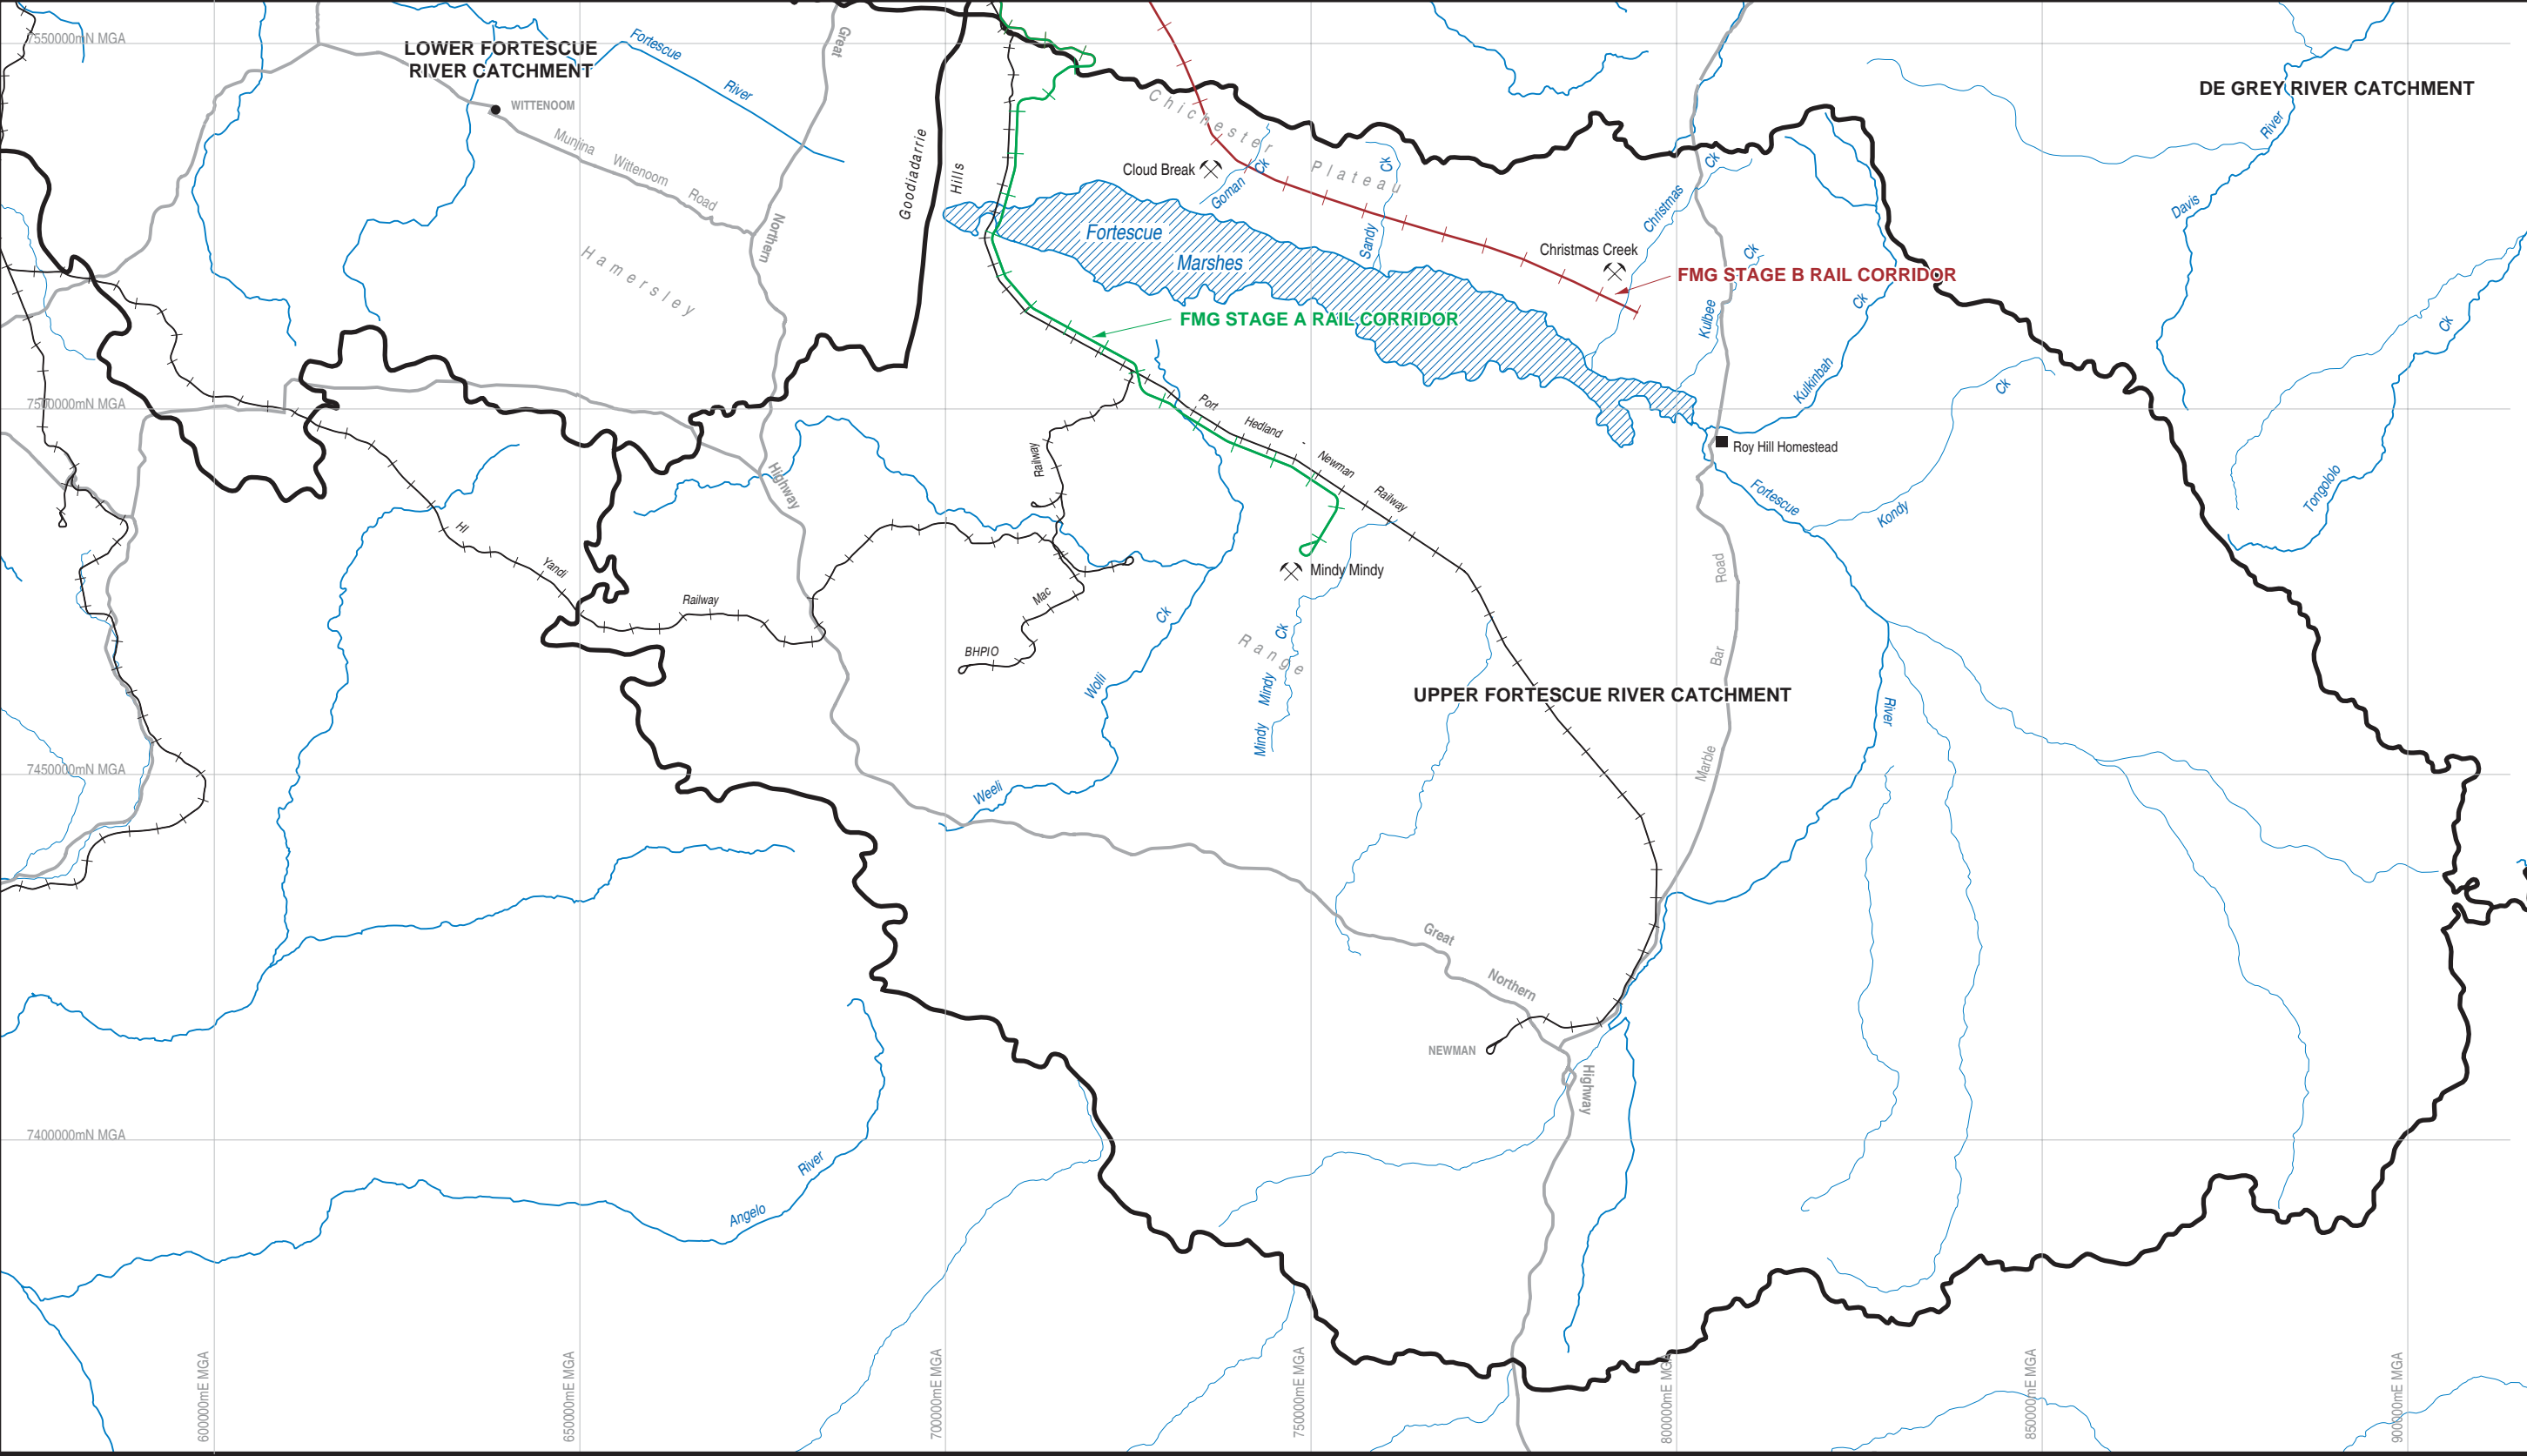 7550000mN MGA
LOWER FORTESCUE
RIVER CATCHMENT
Fortescue
River
Great
DE GREY RIVER CATCHMENT
WITTENOOM
Munjina Wittenoom Road
Northern
Hamersley
Goodiadarrie
Hills
Chichester
Plateau
Cloud Break
Goman Ck
Sandy Ck
Christmas Ck
River
Davis
Fortescue
Marshes
Christmas Creek
Kulbee Ck
FMG STAGE B RAIL CORRIDOR
FMG STAGE A RAIL CORRIDOR
Kulkinbah Ck
Ck
Tongololo
7500000mN MGA
Port Hedland - Newman Railway
Roy Hill Homestead
Highway
Railway
Fortescue
Kondy
Ck
HI
Yandi
Railway
Mac
BHPIO
Mindy Mindy
Road
Bar
Marble
Weeli
Wolli
Ck
Mindy Mindy Ck
Range
UPPER FORTESCUE RIVER CATCHMENT
River
7450000mN MGA
Great
Northern
NEWMAN
Highway
7400000mN MGA
Angelo
River
600000mE MGA
650000mE MGA
700000mE MGA
750000mE MGA
800000mE MGA
850000mE MGA
900000mE MGA